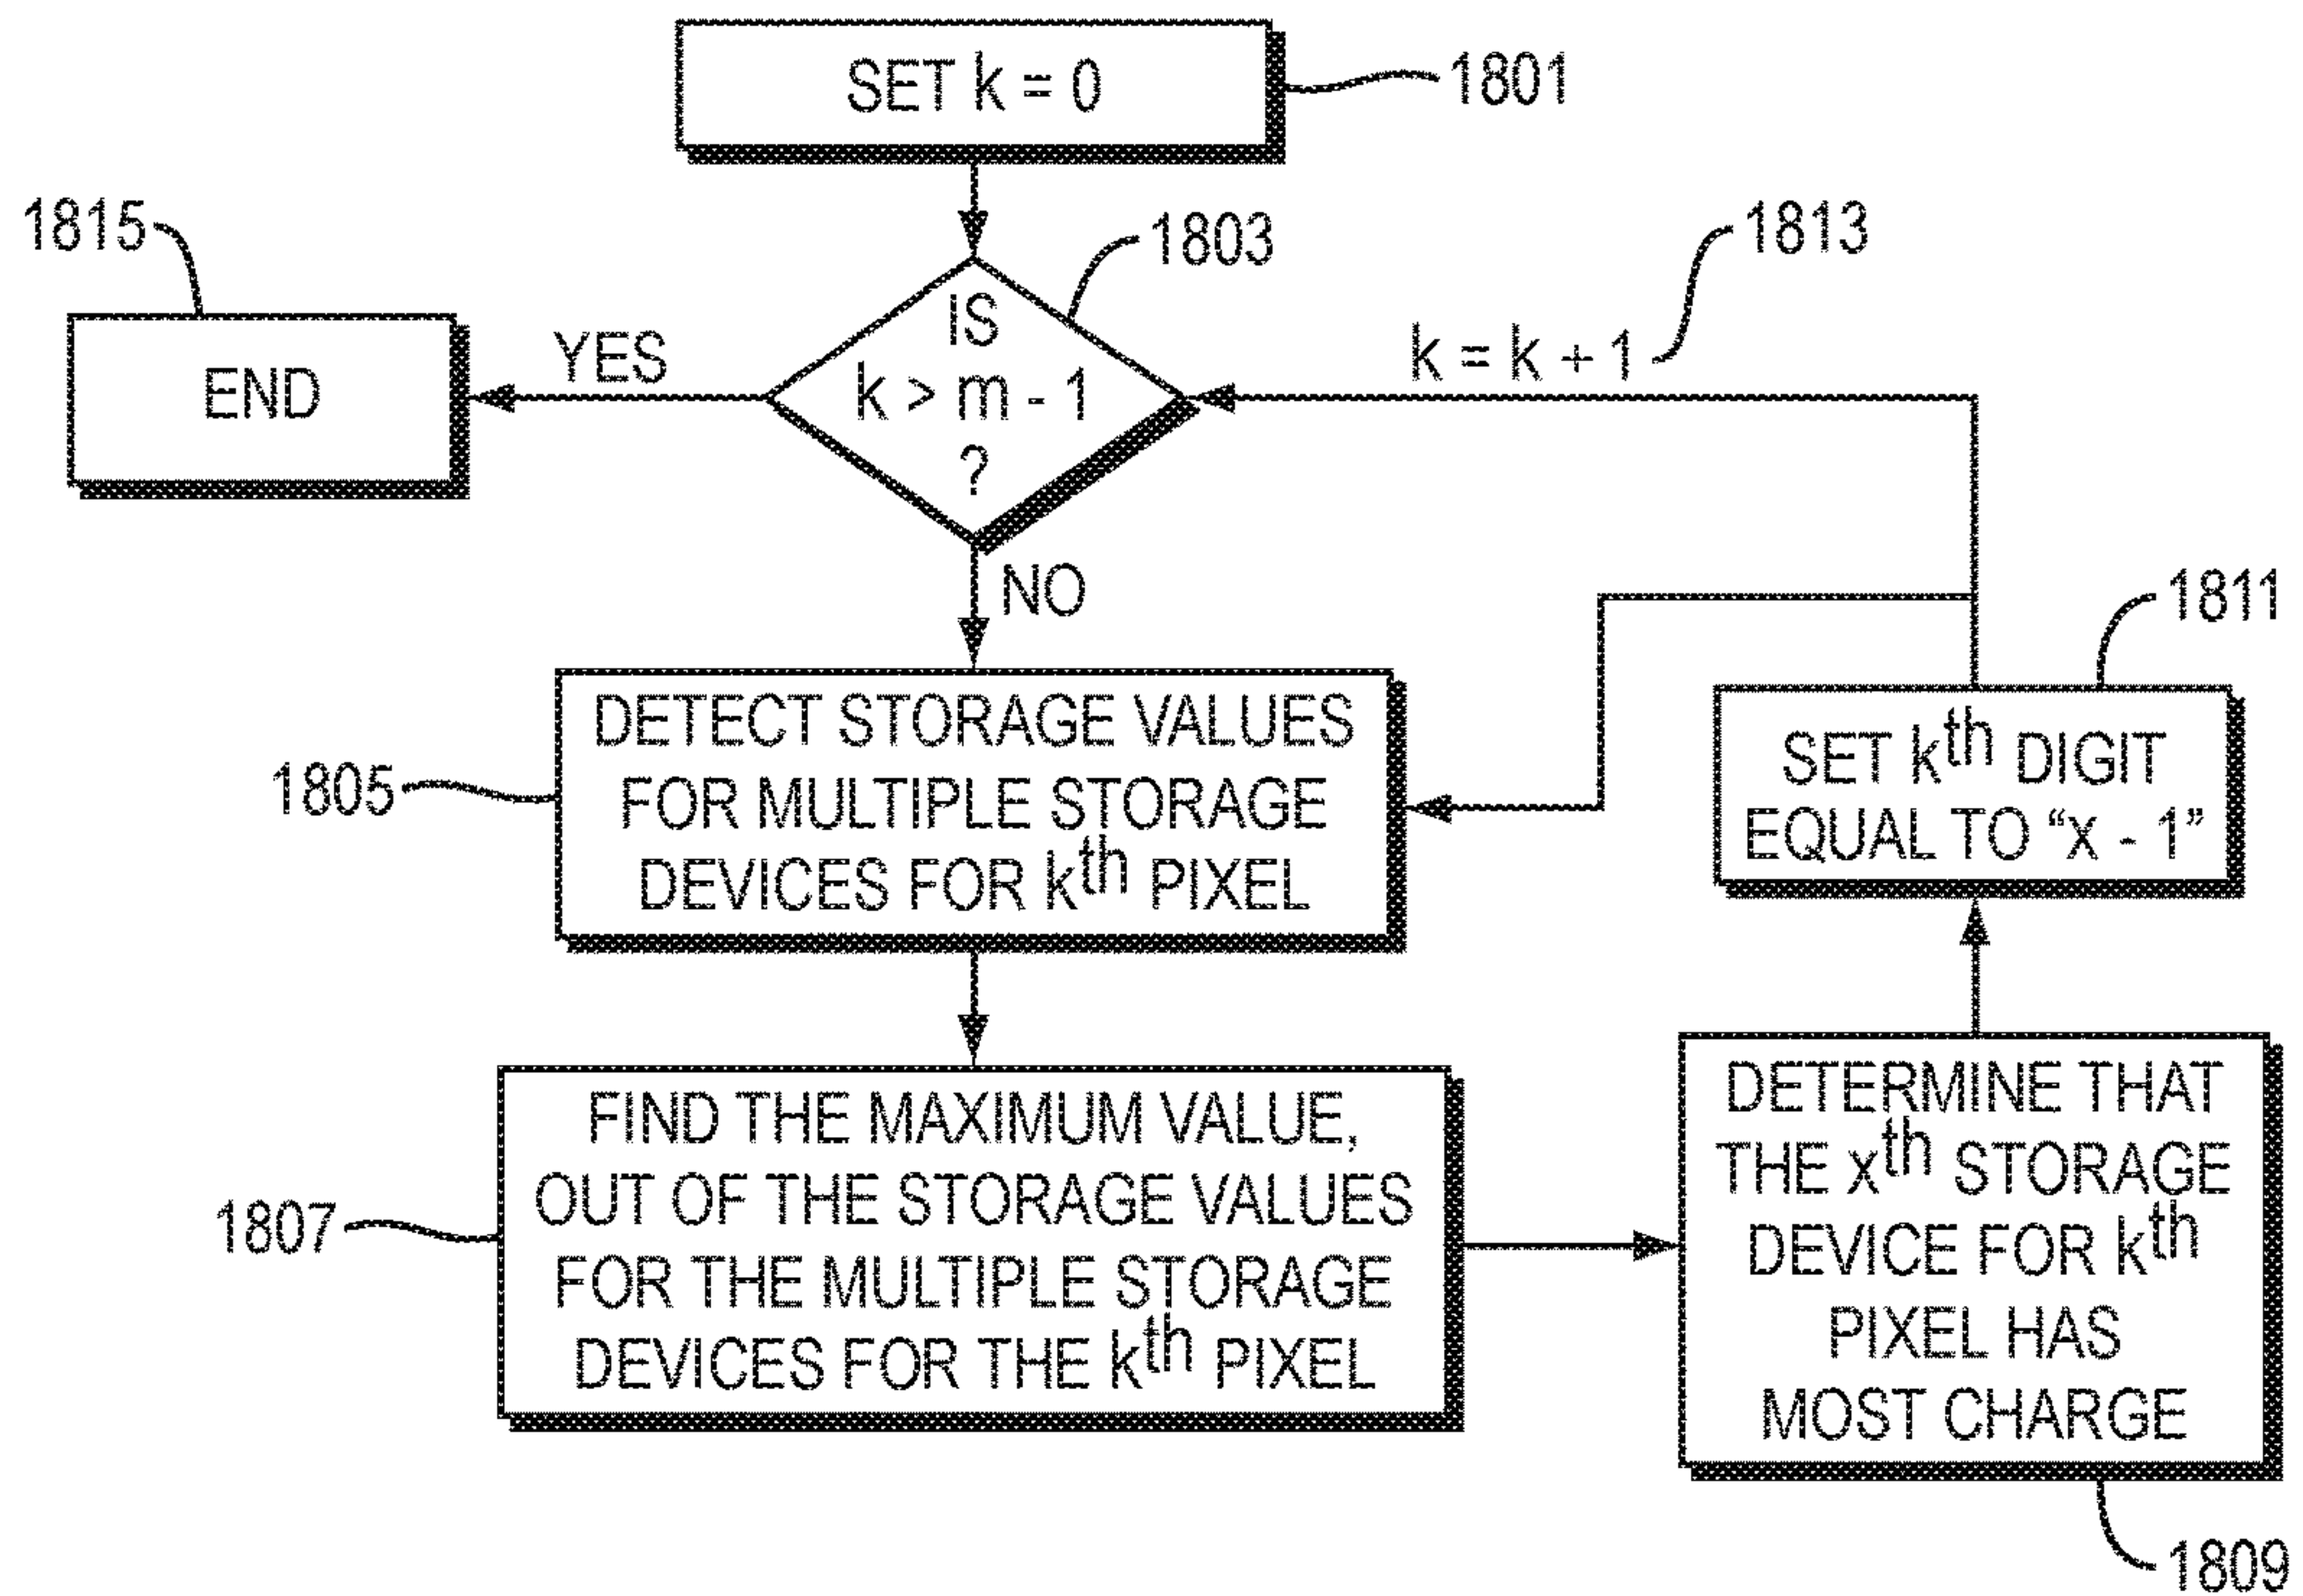 SET k = 0
1801
1815
1803
1813
END
YES
IS
k > m - 1
?
k = k + 1
NO
1811
1805
DETECT STORAGE VALUES
FOR MULTIPLE STORAGE
DEVICES FOR kth PIXEL
SET kth DIGIT
EQUAL TO “x - 1”
1807
FIND THE MAXIMUM VALUE,
OUT OF THE STORAGE VALUES
FOR THE MULTIPLE STORAGE
DEVICES FOR THE kth PIXEL
DETERMINE THAT
THE xth STORAGE
DEVICE FOR kth
PIXEL HAS
MOST CHARGE
1809